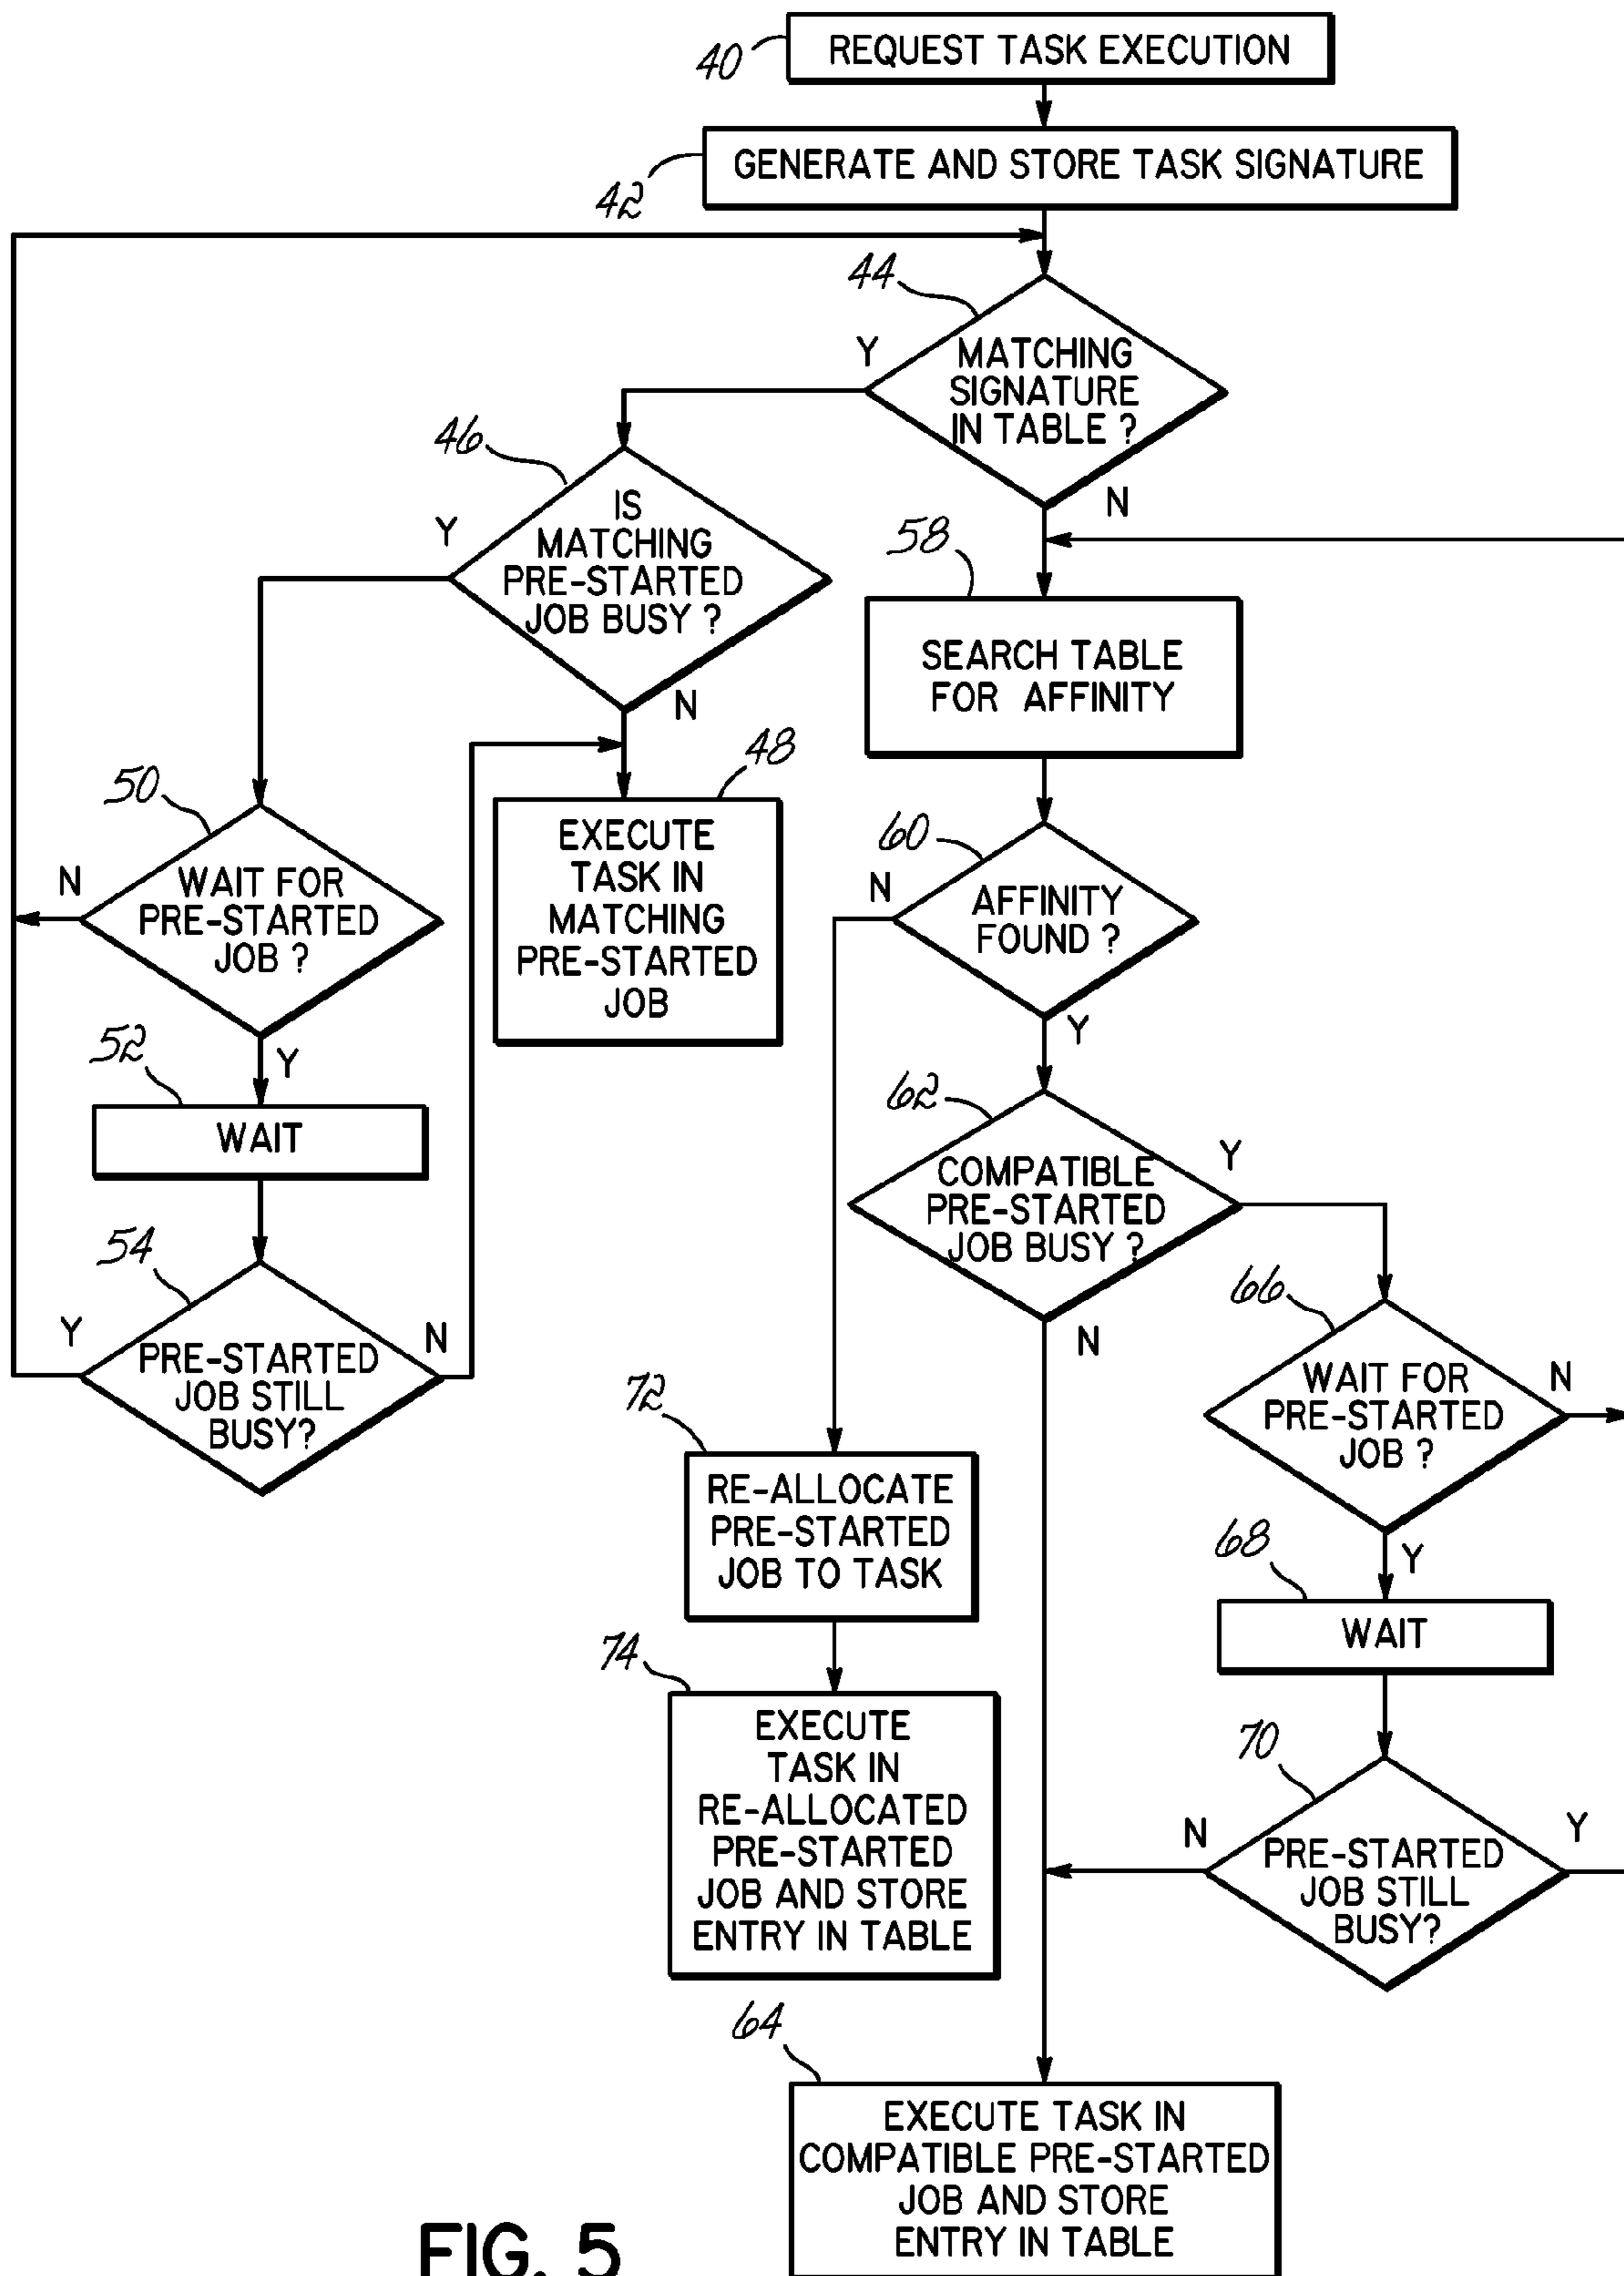 40
REQUEST TASK EXECUTION
42
GENERATE AND STORE TASK SIGNATURE
44
Y
MATCHING
SIGNATURE
IN TABLE ?
N
46
Y
IS
MATCHING
PRE-STARTED
JOB BUSY ?
N
58
SEARCH TABLE
FOR AFFINITY
48
EXECUTE
TASK IN
MATCHING
PRE-STARTED
JOB
50
N
WAIT FOR
PRE-STARTED
JOB ?
Y
52
WAIT
54
Y
PRE-STARTED
JOB STILL
BUSY?
N
60
N
AFFINITY
FOUND ?
Y
62
COMPATIBLE
PRE-STARTED
JOB BUSY ?
Y
N
66
WAIT FOR
PRE-STARTED
JOB ?
N
Y
68
WAIT
70
N
PRE-STARTED
JOB STILL
BUSY?
Y
72
RE-ALLOCATE
PRE-STARTED
JOB TO TASK
74
EXECUTE
TASK IN
RE-ALLOCATED
PRE-STARTED
JOB AND STORE
ENTRY IN TABLE
64
EXECUTE TASK IN
COMPATIBLE PRE-STARTED
JOB AND STORE
ENTRY IN TABLE
FIG. 5